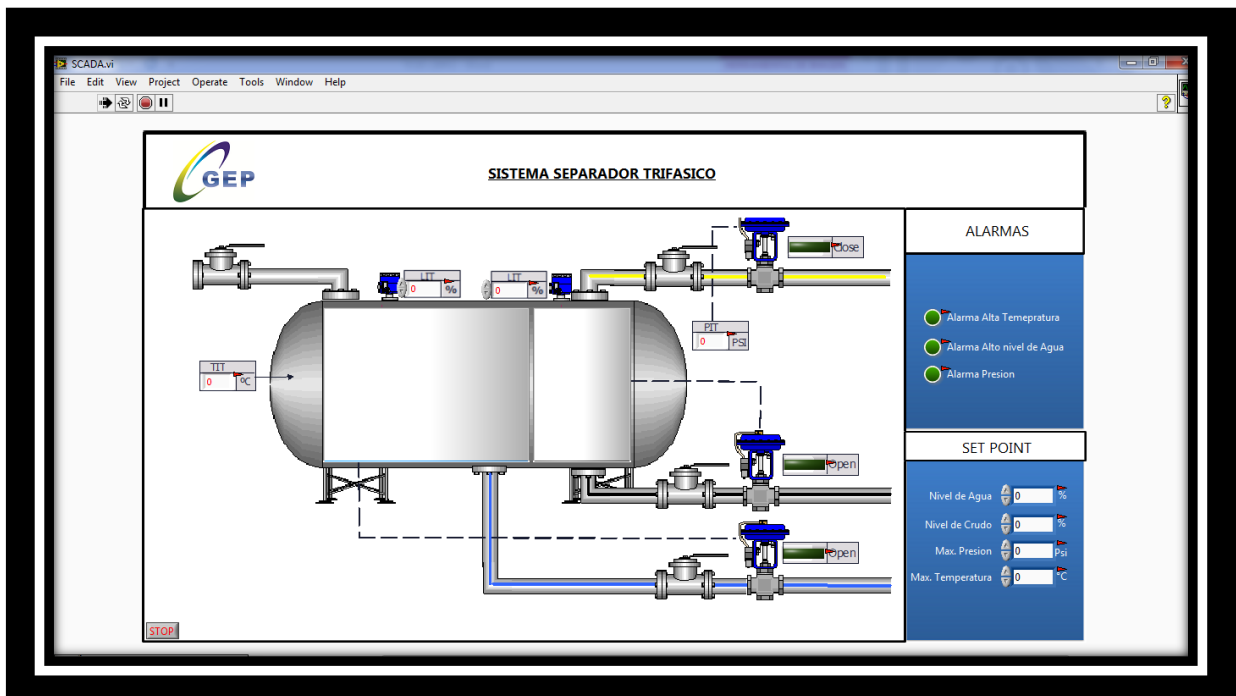 SCADA.vi
File Edit View Project Operate Tools Window Help
?
GEP
SISTEMA SEPARADOR TRIFASICO
ALARMAS
Close
LIT
0 %
LIT
0 %
Alarma Alta Temepratura
PIT
0 PSI
Alarma Alto nivel de Agua
TIT
0 ºC
Alarma Presion
SET POINT
Open
Nivel de Agua 0 %
Nivel de Crudo 0 %
Max. Presion 0 Psi
Open
Max. Temperatura 0 °C
STOP